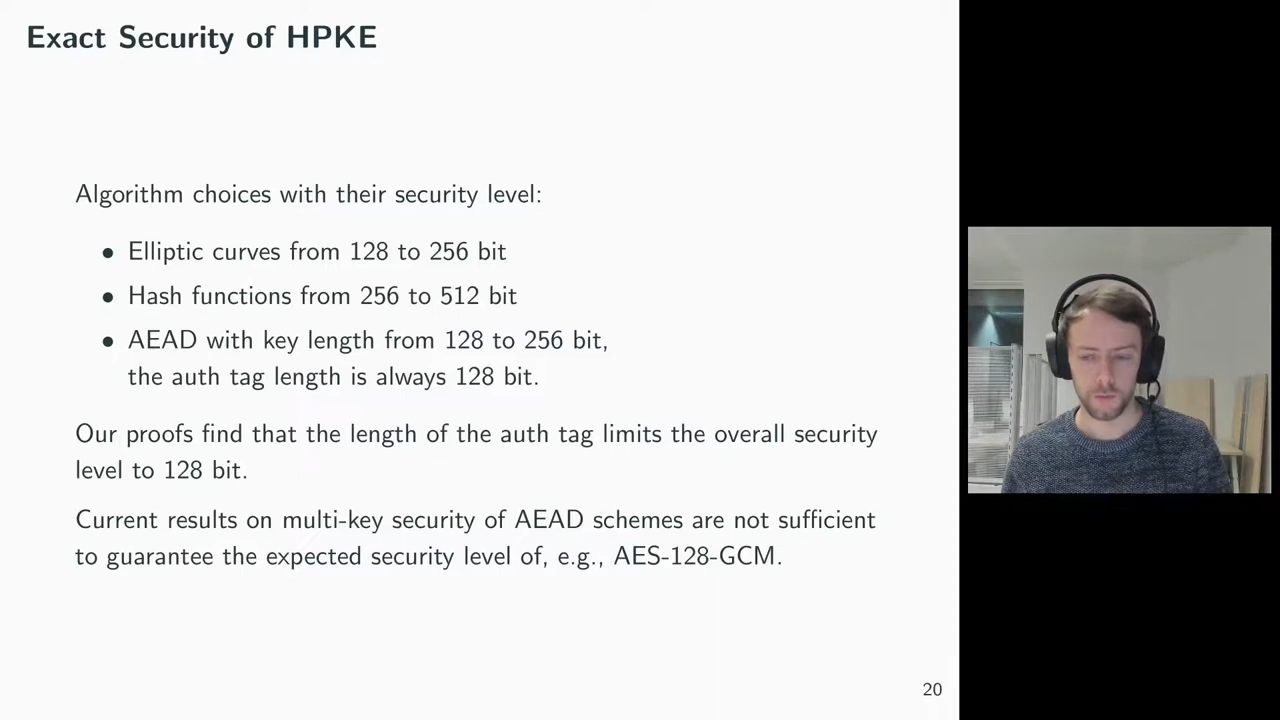 Exact Security of HPKE
Algorithm choices with their security level:
• Elliptic curves from 128 to 256 bit
• Hash functions from 256 to 512 bit
• AEAD with key length from 128 to 256 bit,
the auth tag length is always 128 bit.
Our proofs find that the length of the auth tag limits the overall security
level to 128 bit.
Current results on multi-key security of AEAD schemes are not sufficient
to guarantee the expected security level of, e.g., AES-128-GCM.
20